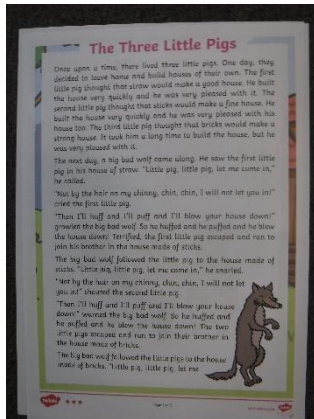 The Three Little Pigs
Once upon a time, there lived three little pigs. One day, they
decided to leave home and build houses of their own. The first
little pig thought that straw would make a good house. He built
the house very quickly and he was very pleased with it. The
second little pig thought that sticks would make a fine house. He
built the house very quickly and he was very pleased with his
house too. The third little pig thought that bricks would make a
strong house. It took him a long time to build the house, but he
was very pleased with it.
The next day, a big bad wolf came along. He saw the first little
pig in his house of straw. "Little pig, little pig, let me come in,"
he called.
"Not by the hair on my chinny, chin, chin, I will not let you in!"
cried the first little pig.
"Then I'll huff and I'll puff and I'll blow your house down!"
growled the big bad wolf. So he huffed and he puffed and he blew
the house down! Terrified, the first little pig escaped and ran to
join his brother in the house made of sticks.
The big bad wolf followed the little pig to the house made of
sticks. "Little pig, little pig, let me come in," he snarled.
"Not by the hair on my chinny, chin, chin, I will not let
you in!" shouted the second little pig.
"Then I'll huff and I'll puff and I'll blow your house
down!" warned the big bad wolf. So he huffed and
he puffed and he blew the house down! The two
little pigs escaped and ran to join their brother in
the house made of bricks.
The big bad wolf followed the little pigs to the house
made of bricks. "Little pig, little pig, let me
twinkl